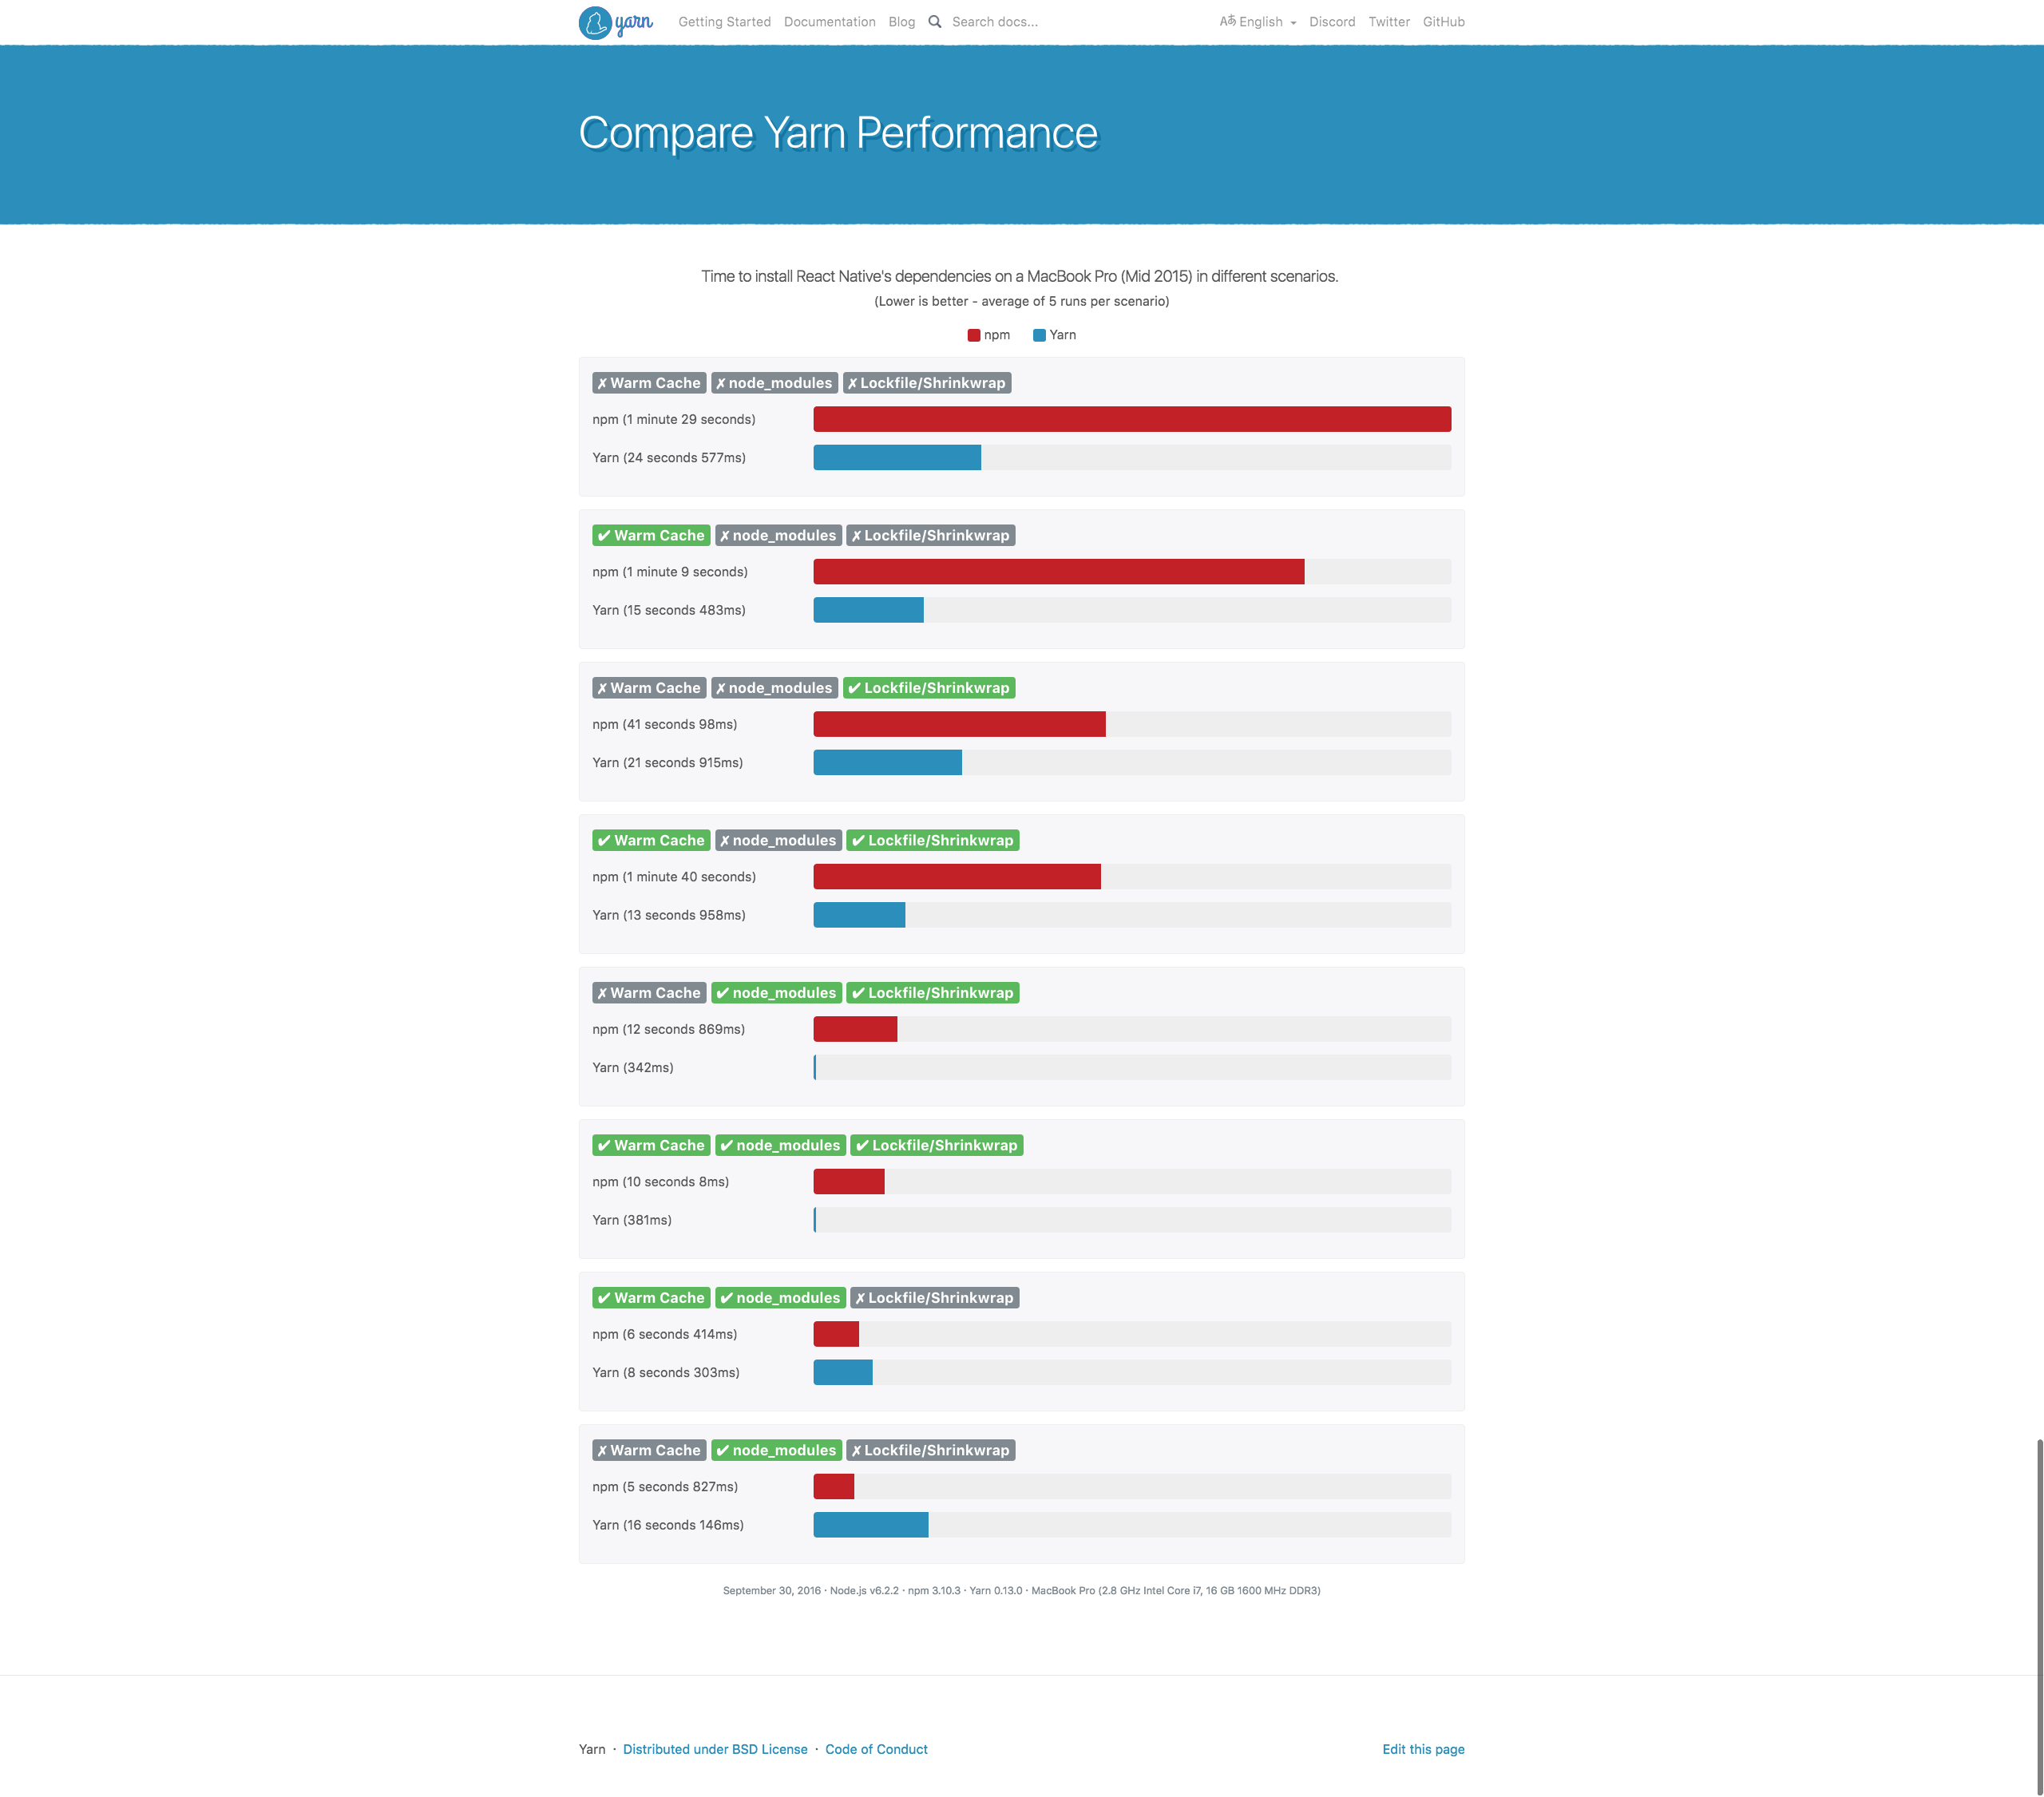 yarn Getting Started Documentation Blog Search docs... Aあ English Discord Twitter GitHub
Compare Yarn Performance
Time to install React Native's dependencies on a MacBook Pro (Mid 2015) in different scenarios.
(Lower is better - average of 5 runs per scenario)
npm Yarn
✗ Warm Cache ✗ node_modules ✗ Lockfile/Shrinkwrap
npm (1 minute 29 seconds)
Yarn (24 seconds 577ms)
✔ Warm Cache ✗ node_modules ✗ Lockfile/Shrinkwrap
npm (1 minute 9 seconds)
Yarn (15 seconds 483ms)
✗ Warm Cache ✗ node_modules ✔ Lockfile/Shrinkwrap
npm (41 seconds 98ms)
Yarn (21 seconds 915ms)
✔ Warm Cache ✗ node_modules ✔ Lockfile/Shrinkwrap
npm (1 minute 40 seconds)
Yarn (13 seconds 958ms)
✗ Warm Cache ✔ node_modules ✔ Lockfile/Shrinkwrap
npm (12 seconds 869ms)
Yarn (342ms)
✔ Warm Cache ✔ node_modules ✔ Lockfile/Shrinkwrap
npm (10 seconds 8ms)
Yarn (381ms)
✔ Warm Cache ✔ node_modules ✗ Lockfile/Shrinkwrap
npm (6 seconds 414ms)
Yarn (8 seconds 303ms)
✗ Warm Cache ✔ node_modules ✗ Lockfile/Shrinkwrap
npm (5 seconds 827ms)
Yarn (16 seconds 146ms)
September 30, 2016 · Node.js v6.2.2 · npm 3.10.3 · Yarn 0.13.0 · MacBook Pro (2.8 GHz Intel Core i7, 16 GB 1600 MHz DDR3)
Yarn · Distributed under BSD License · Code of Conduct Edit this page